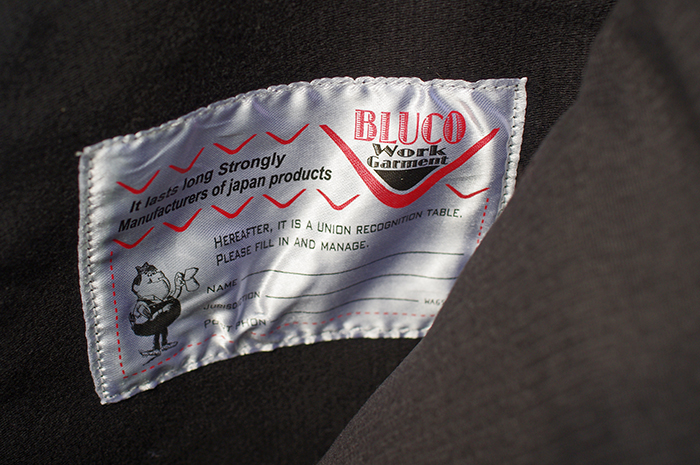 BLUCO
Work
Garment
It lasts long Strongly
Manufacturers of japan products
HEREAFTER, IT IS A UNION RECOGNITION TABLE.
PLEASE FILL IN AND MANAGE.
NAME
JURISDICTION